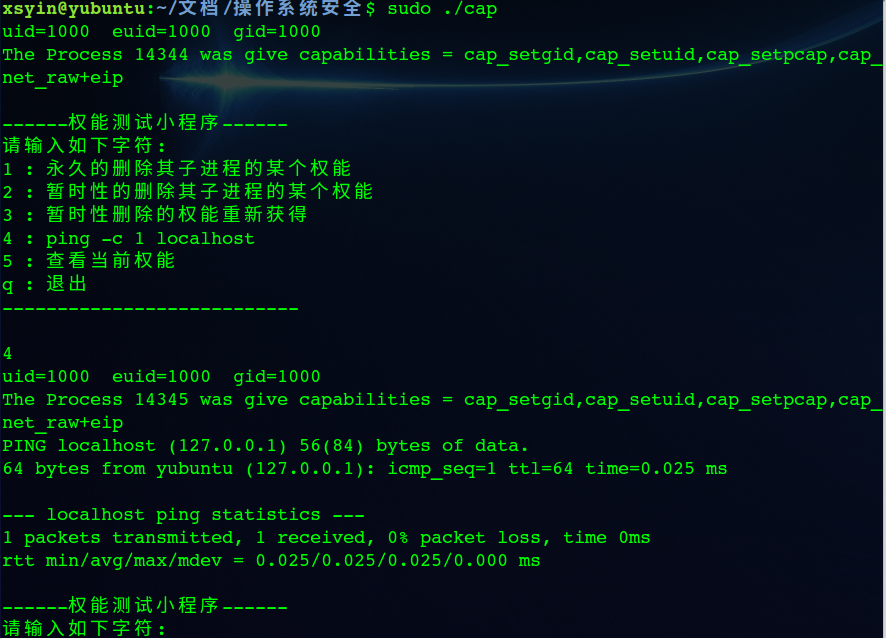 xsyin@yubuntu:~/文档/操作系统安全$ sudo ./cap
uid=1000  euid=1000  gid=1000
The Process 14344 was give capabilities = cap_setgid,cap_setuid,cap_setpcap,cap_
net_raw+eip
------权能测试小程序------
请输入如下字符:
1 : 永久的删除其子进程的某个权能
2 : 暂时性的删除其子进程的某个权能
3 : 暂时性删除的权能重新获得
4 : ping -c 1 localhost
5 : 查看当前权能
q : 退出
---------------------------
4
uid=1000  euid=1000  gid=1000
The Process 14345 was give capabilities = cap_setgid,cap_setuid,cap_setpcap,cap_
net_raw+eip
PING localhost (127.0.0.1) 56(84) bytes of data.
64 bytes from yubuntu (127.0.0.1): icmp_seq=1 ttl=64 time=0.025 ms
--- localhost ping statistics ---
1 packets transmitted, 1 received, 0% packet loss, time 0ms
rtt min/avg/max/mdev = 0.025/0.025/0.025/0.000 ms
------权能测试小程序------
请输入如下字符: